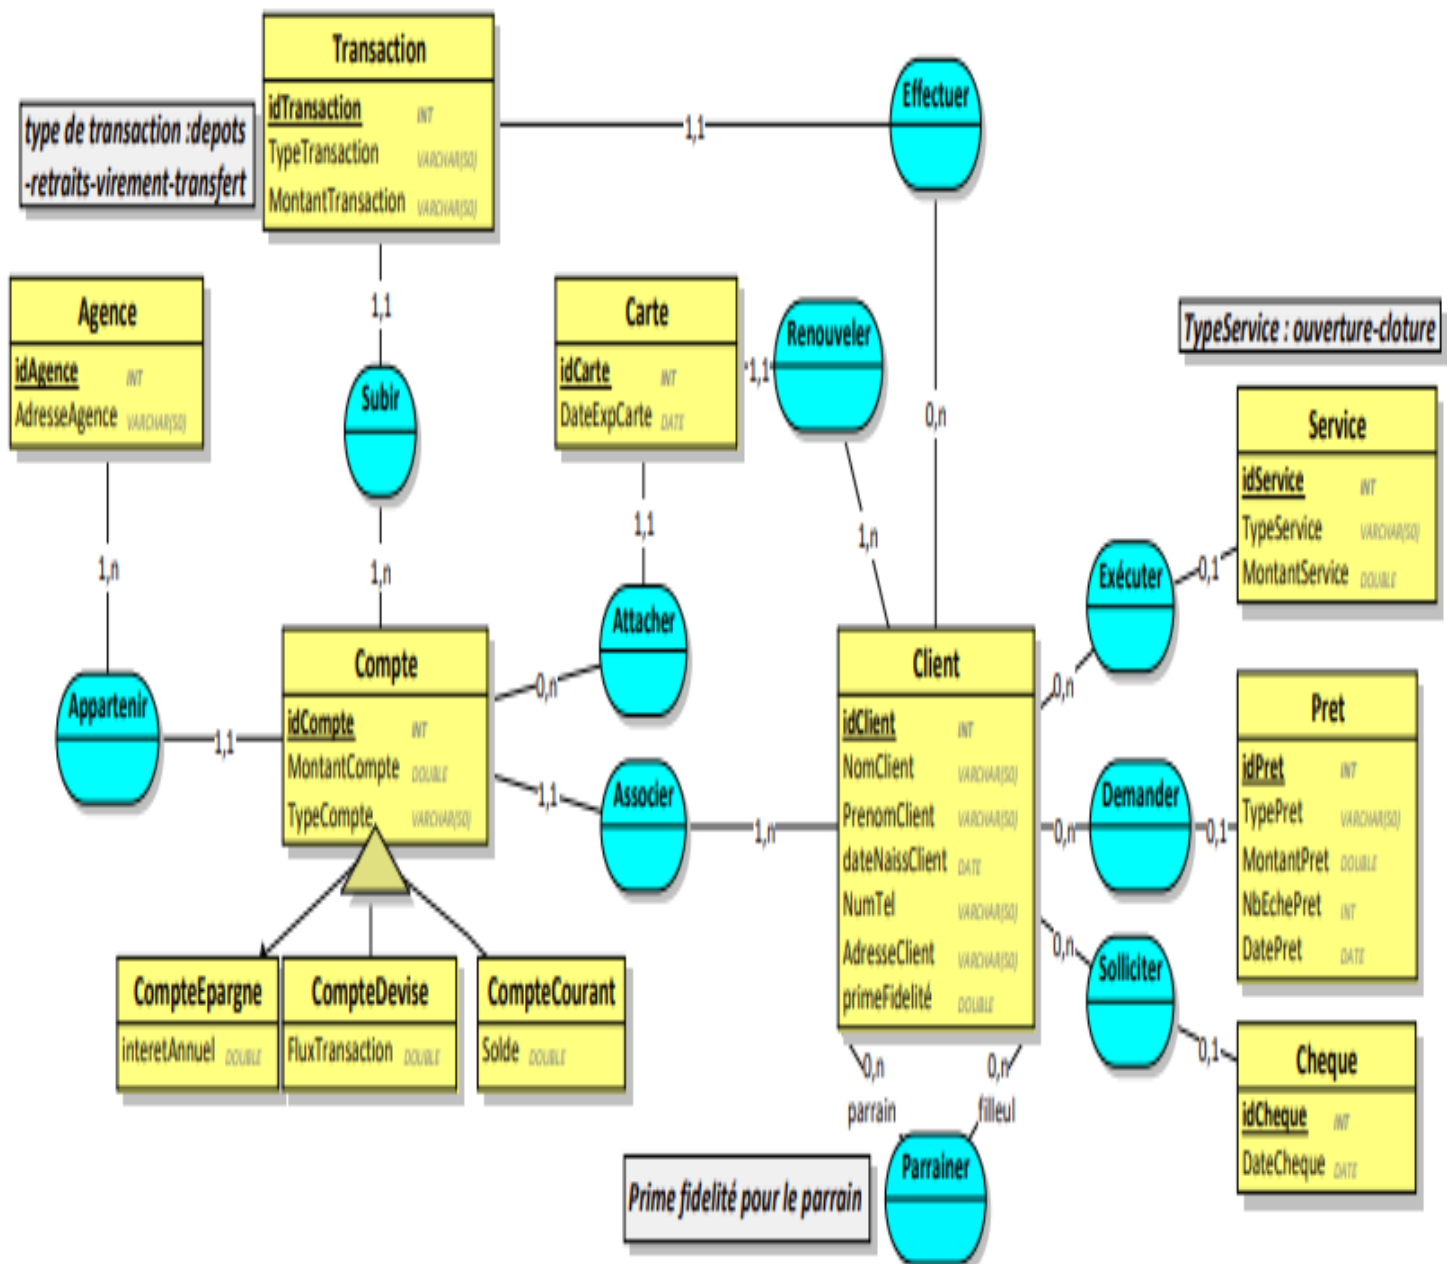 Transaction
idTransaction INT
TypeTransaction VARCHAR(50)
MontantTransaction VARCHAR(50)
type de transaction :depots
-retraits-virement-transfert
1,1
Effectuer
0,n
1,1
Subir
1,n
Agence
idAgence INT
AdresseAgence VARCHAR(50)
1,n
Appartenir
1,1
Carte
idCarte INT
DateExpCarte DATE
1,1
Renouveler
1,n
1,1
Attacher
0,n
TypeService : ouverture-cloture
Service
idService INT
TypeService VARCHAR(50)
MontantService DOUBLE
Exécuter
0,1
0,n
Compte
idCompte INT
MontantCompte DOUBLE
TypeCompte VARCHAR(50)
1,1
Associer
1,n
Client
idClient INT
NomClient VARCHAR(50)
PrenomClient VARCHAR(50)
dateNaissClient DATE
NumTel VARCHAR(50)
AdresseClient VARCHAR(50)
primeFidelité DOUBLE
0,n
Demander
0,1
Pret
idPret INT
TypePret VARCHAR(50)
MontantPret DOUBLE
NbEchePret INT
DatePret DATE
0,n
Solliciter
0,1
Cheque
idCheque INT
DateCheque DATE
CompteEpargne
interetAnnuel DOUBLE
CompteDevise
FluxTransaction DOUBLE
CompteCourant
Solde DOUBLE
0,n
parrain
0,n
filleul
Parrainer
Prime fidelité pour le parrain